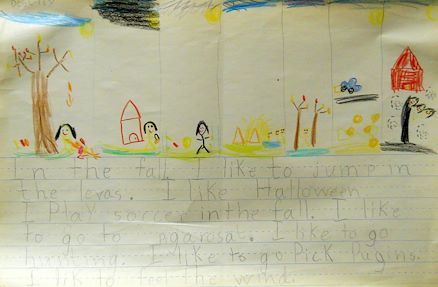 In the fall I like to jump in
the levas. I like Halloween
I Play soccer in the fall. I like
to go to agarosat. I like to go
hunting. I like to go Pick Pugins.
I lik to feel the wind.